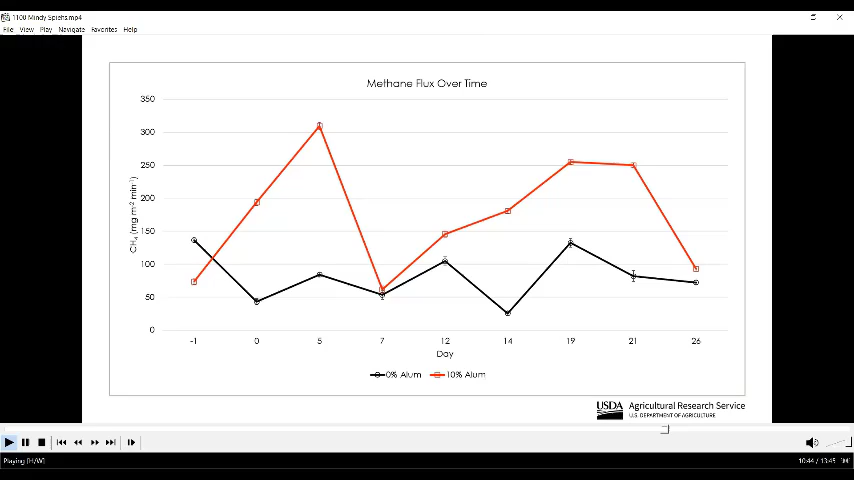 1100 Mindy Spiehs.mp4
File View Play Navigate Favorites Help
Methane Flux Over Time
350
300
250
200
150
100
50
0
CH4 (mg m-2 min-1)
-1 0 5 7 12 14 19 21 26
Day
0% Alum 10% Alum
USDA Agricultural Research Service
U.S. DEPARTMENT OF AGRICULTURE
Playing [H/W] 10:44 / 13:45